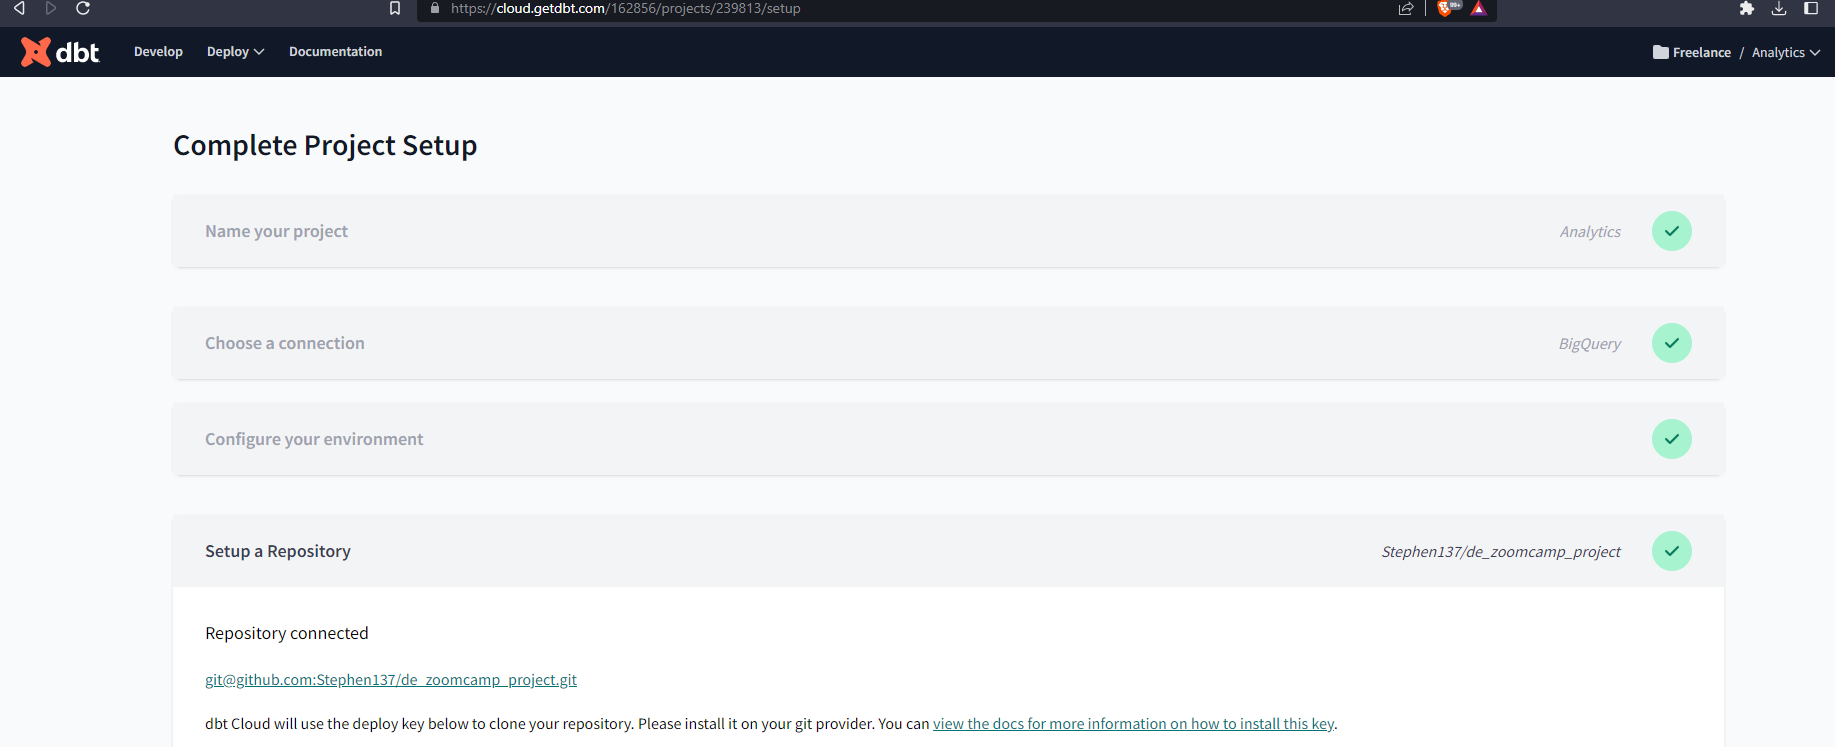 https://cloud.getdbt.com/162856/projects/239813/setup
99+
dbt Develop Deploy Documentation Freelance / Analytics
Complete Project Setup
Name your project Analytics
Choose a connection BigQuery
Configure your environment
Setup a Repository Stephen137/de_zoomcamp_project
Repository connected
git@github.com:Stephen137/de_zoomcamp_project.git
dbt Cloud will use the deploy key below to clone your repository. Please install it on your git provider. You can view the docs for more information on how to install this key.